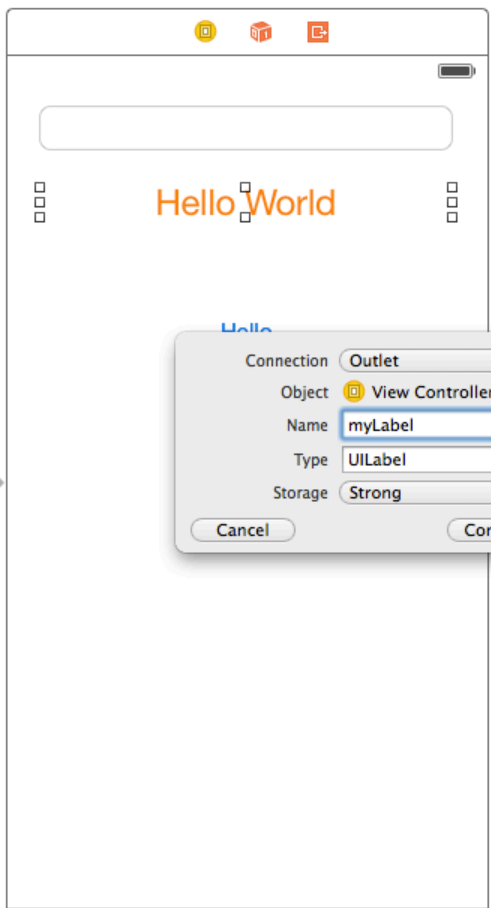 Hello World
Hello
Connection Outlet
Object View Controller
Name myLabel
Type UILabel
Storage Strong
Cancel